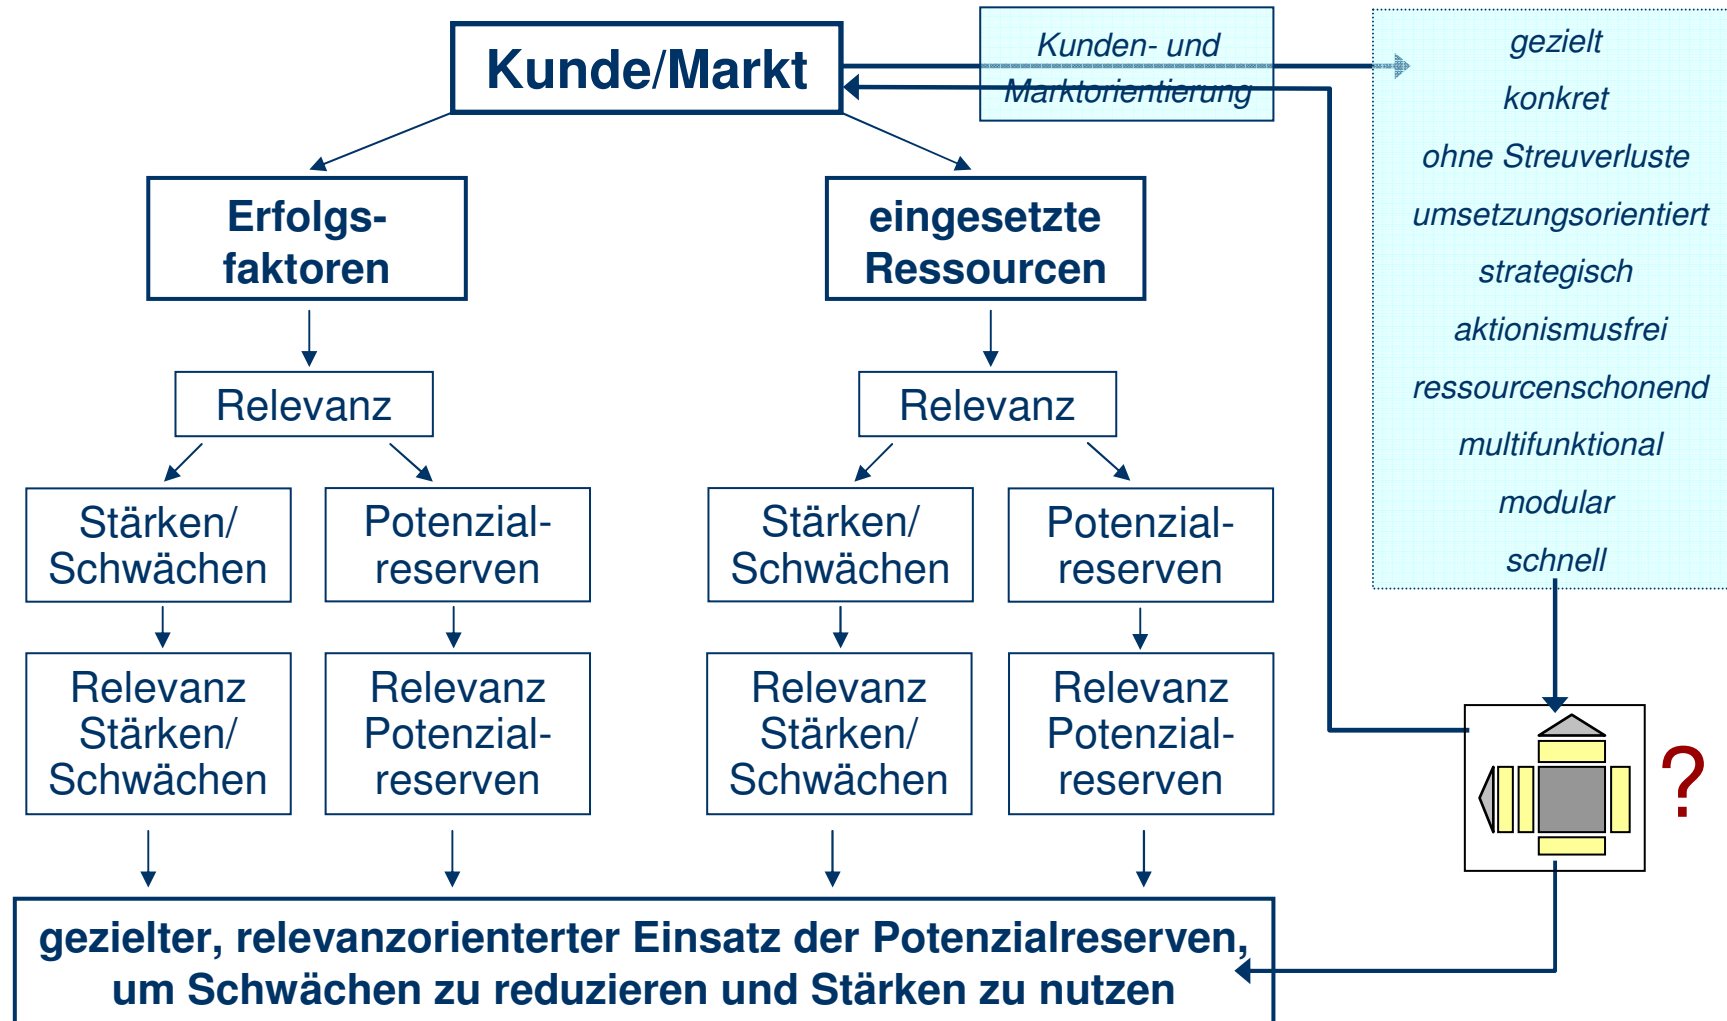 Kunde/Markt
Kunden- und
Marktorientierung
gezielt
konkret
ohne Streuverluste
umsetzungsorientiert
strategisch
aktionismusfrei
ressourcenschonend
multifunktional
modular
schnell
Erfolgs-
faktoren
eingesetzte
Ressourcen
Relevanz
Relevanz
Stärken/
Schwächen
Potenzial-
reserven
Stärken/
Schwächen
Potenzial-
reserven
Relevanz
Stärken/
Schwächen
Relevanz
Potenzial-
reserven
Relevanz
Stärken/
Schwächen
Relevanz
Potenzial-
reserven
?
gezielter, relevanzorienterter Einsatz der Potenzialreserven,
um Schwächen zu reduzieren und Stärken zu nutzen